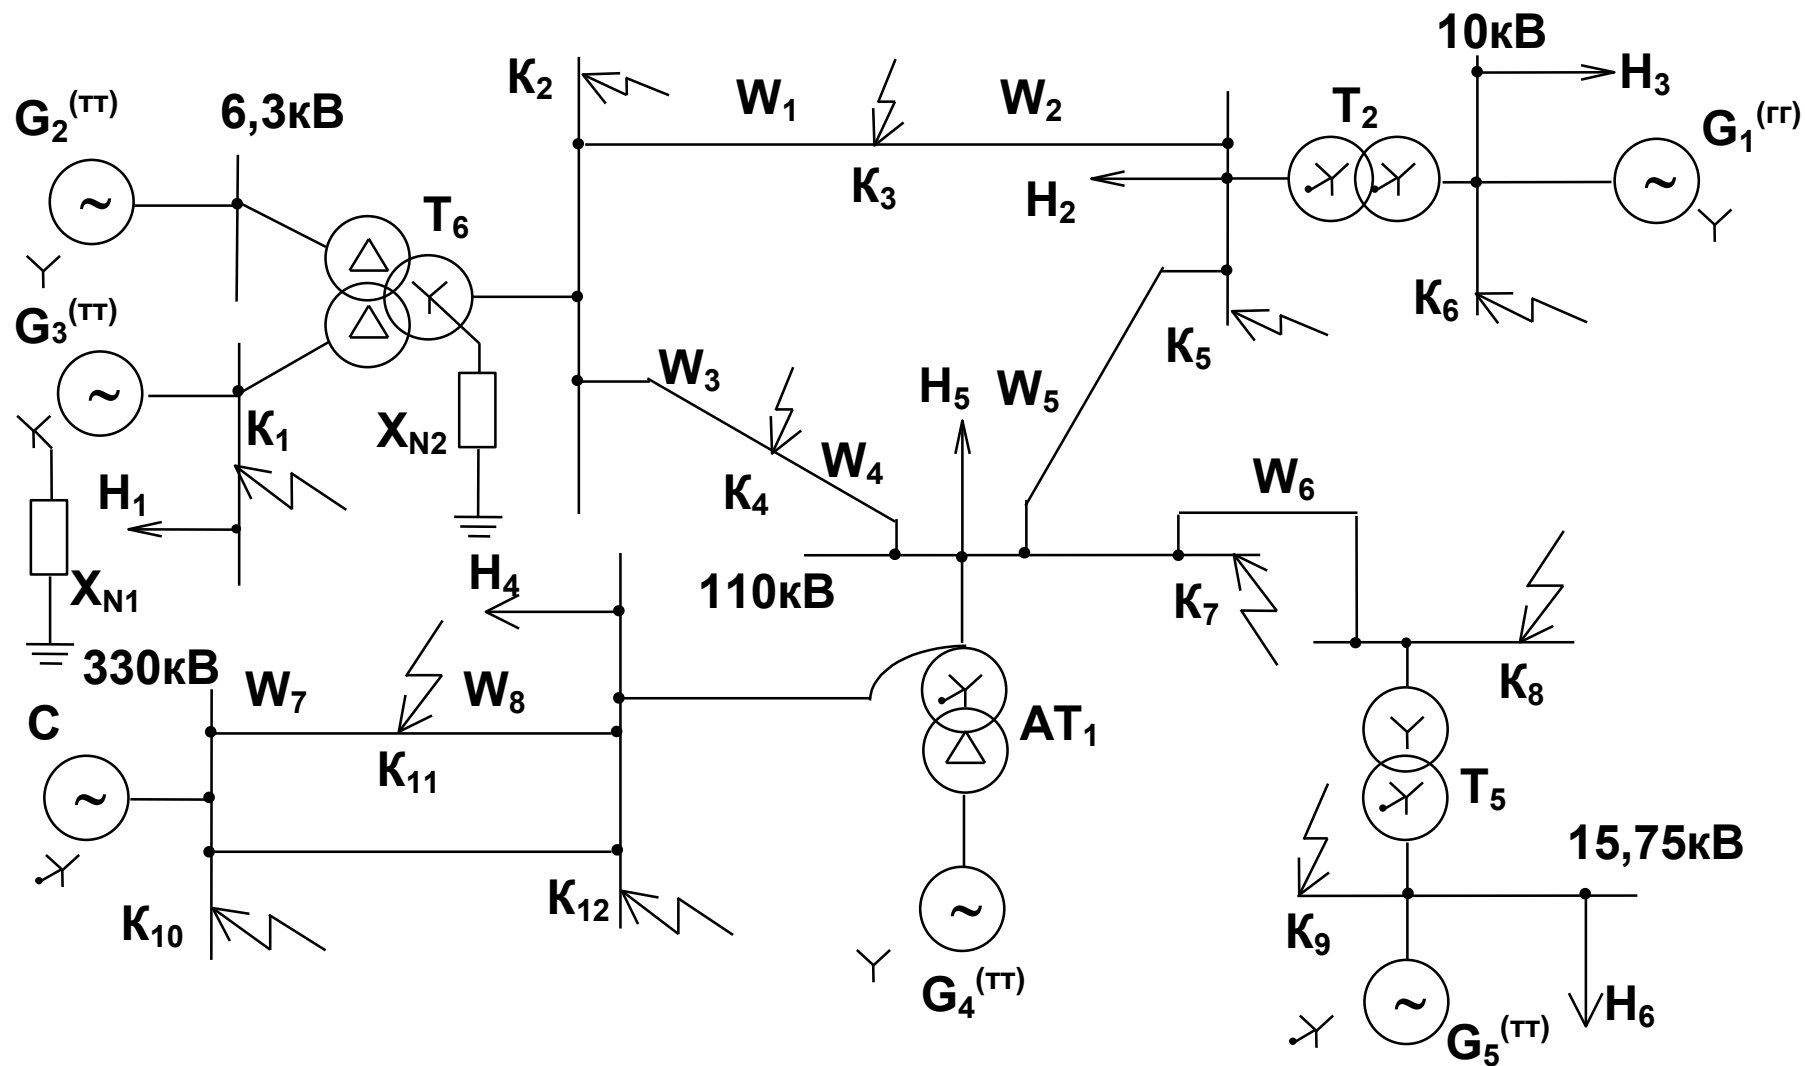 10кВ
К2
W1
W2
Н3
G2(тт)
6,3кВ
Т2
G1(гг)
К3
Н2
Т6
G3(тт)
К6
К5
W3
Н5
W5
К1
XN2
W4
Н1
К4
W6
XN1
Н4
110кВ
К7
330кВ
W7
W8
К8
С
АТ1
К11
Т5
15,75кВ
К10
К12
К9
G4(тт)
Н6
G5(тт)
~
~
~
~
~
~